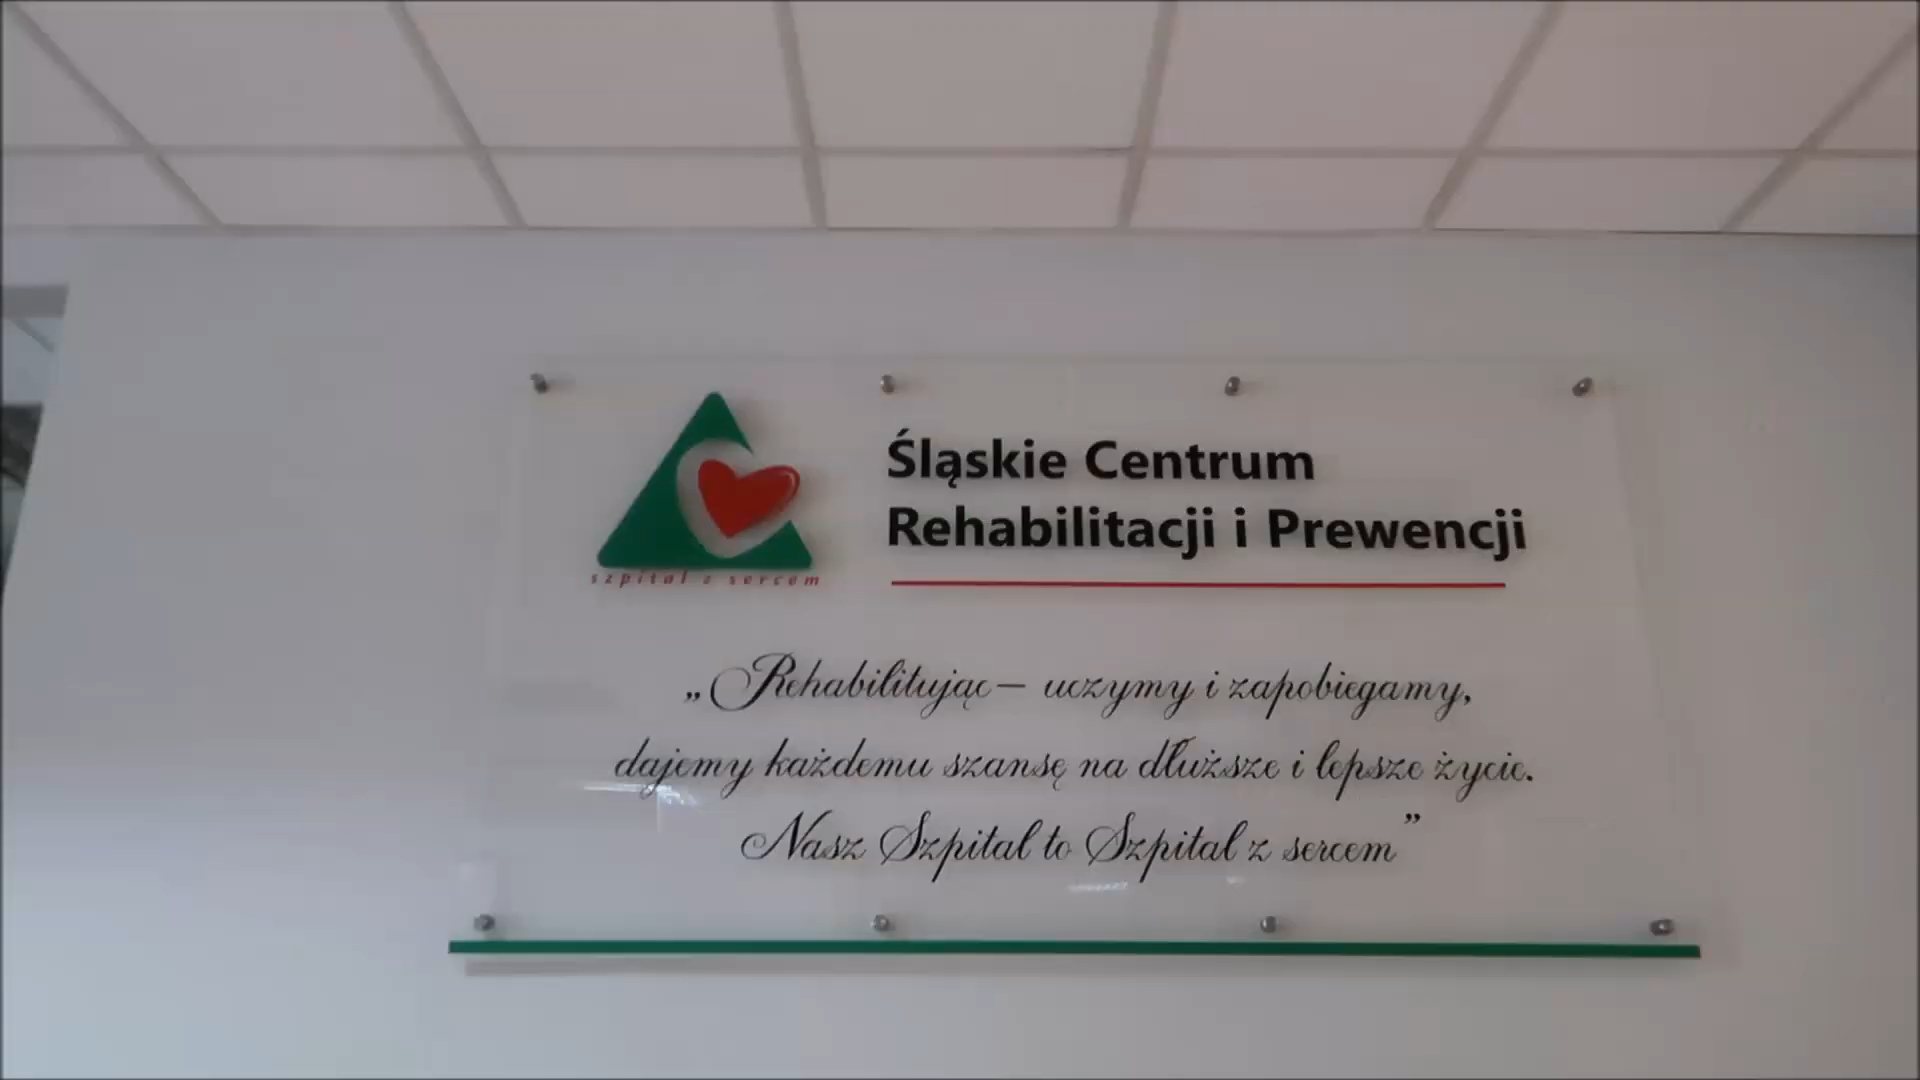 Śląskie Centrum
Rehabilitacji i Prewencji
szpital z sercem
„Rehabilitując – uczymy i zapobiegamy,
dajemy każdemu szansę na dłuższe i lepsze życie.
Nasz Szpital to Szpital z sercem”